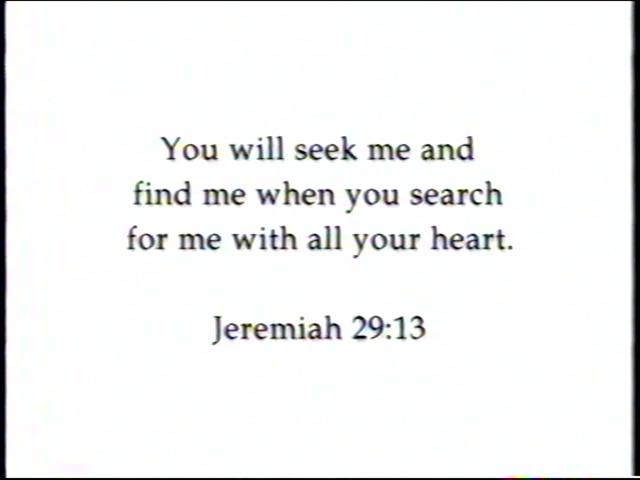 You will seek me and
find me when you search
for me with all your heart.
Jeremiah 29:13